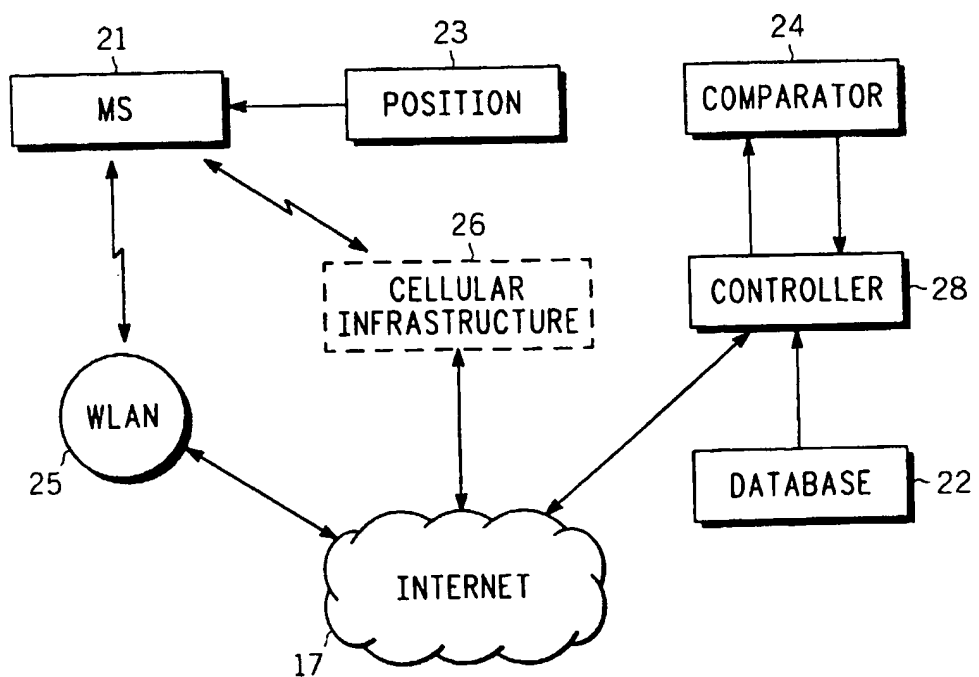 21
23
24
MS
POSITION
COMPARATOR
26
CELLULAR
INFRASTRUCTURE
CONTROLLER
28
WLAN
25
DATABASE
22
INTERNET
17